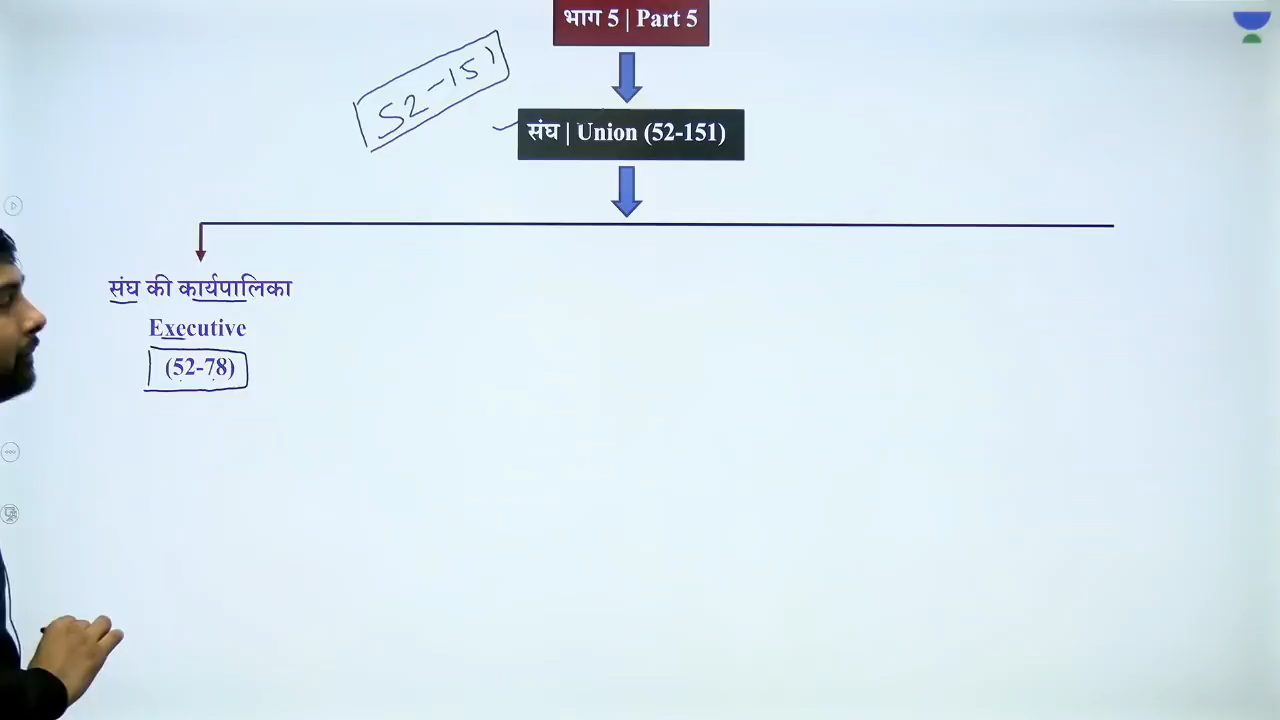 भाग 5 | Part 5
52-151
संघ | Union (52-151)
संघ की कार्यपालिका
Executive
(52-78)